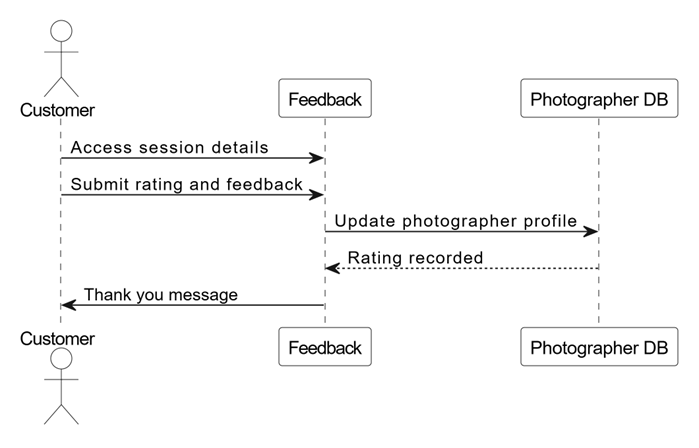 Customer
Feedback
Photographer DB
Access session details
Submit rating and feedback
Update photographer profile
Rating recorded
Thank you message
Customer
Feedback
Photographer DB